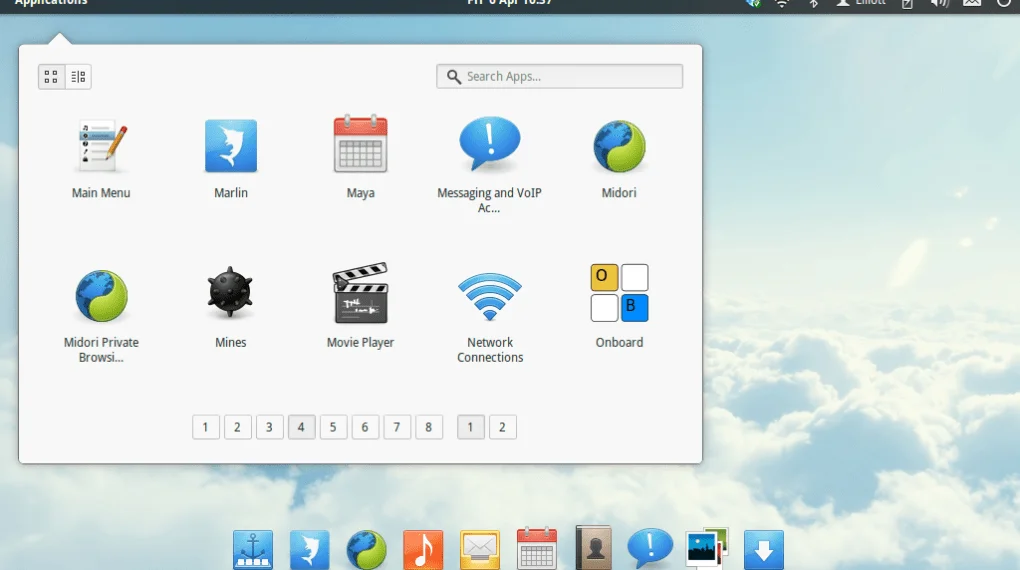 Applications
Fri 6 Apr 10:37
Elliott
Search Apps...
Main Menu
Marlin
Maya
Messaging and VoIP
Ac...
Midori
O
B
Midori Private
Browsi...
Mines
Movie Player
Network
Connections
Onboard
1 2 3 4 5 6 7 8 1 2